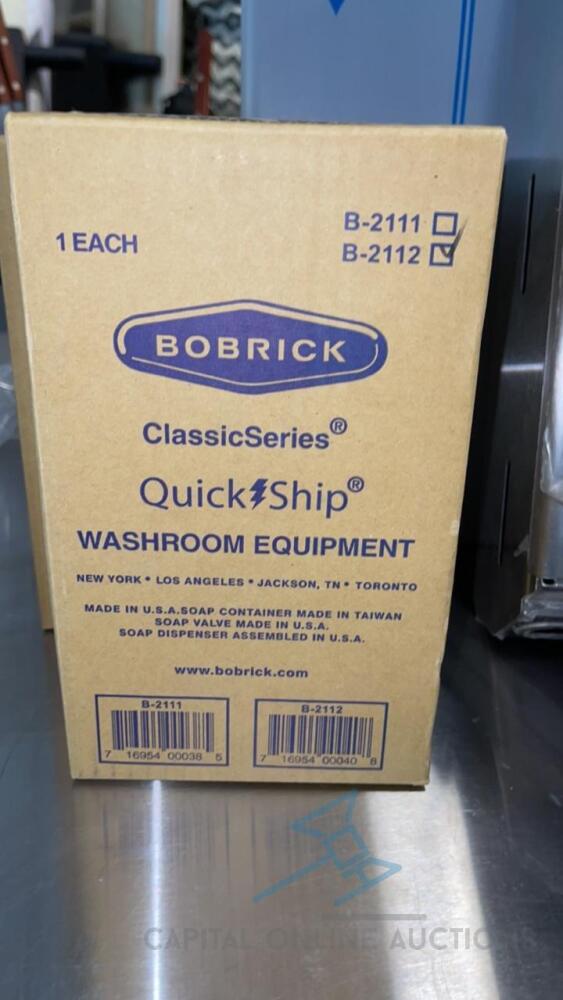 1 EACH
B-2111
B-2112
BOBRICK
ClassicSeries®
Quick Ship®
WASHROOM EQUIPMENT
NEW YORK * LOS ANGELES * JACKSON, TN * TORONTO
MADE IN U.S.A.SOAP CONTAINER MADE IN TAIWAN
SOAP VALVE MADE IN U.S.A.
SOAP DISPENSER ASSEMBLED IN U.S.A.
www.bobrick.com
B-2111
7 16954 00038 5
B-2112
7 16954 00040 8
CAPITAL ONLINE